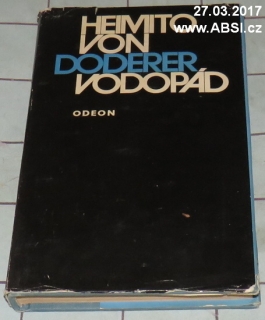 27.03.2017
www.ABSI.cz
HEIMITO
VON
DODERER
VODOPÁD
ODEON